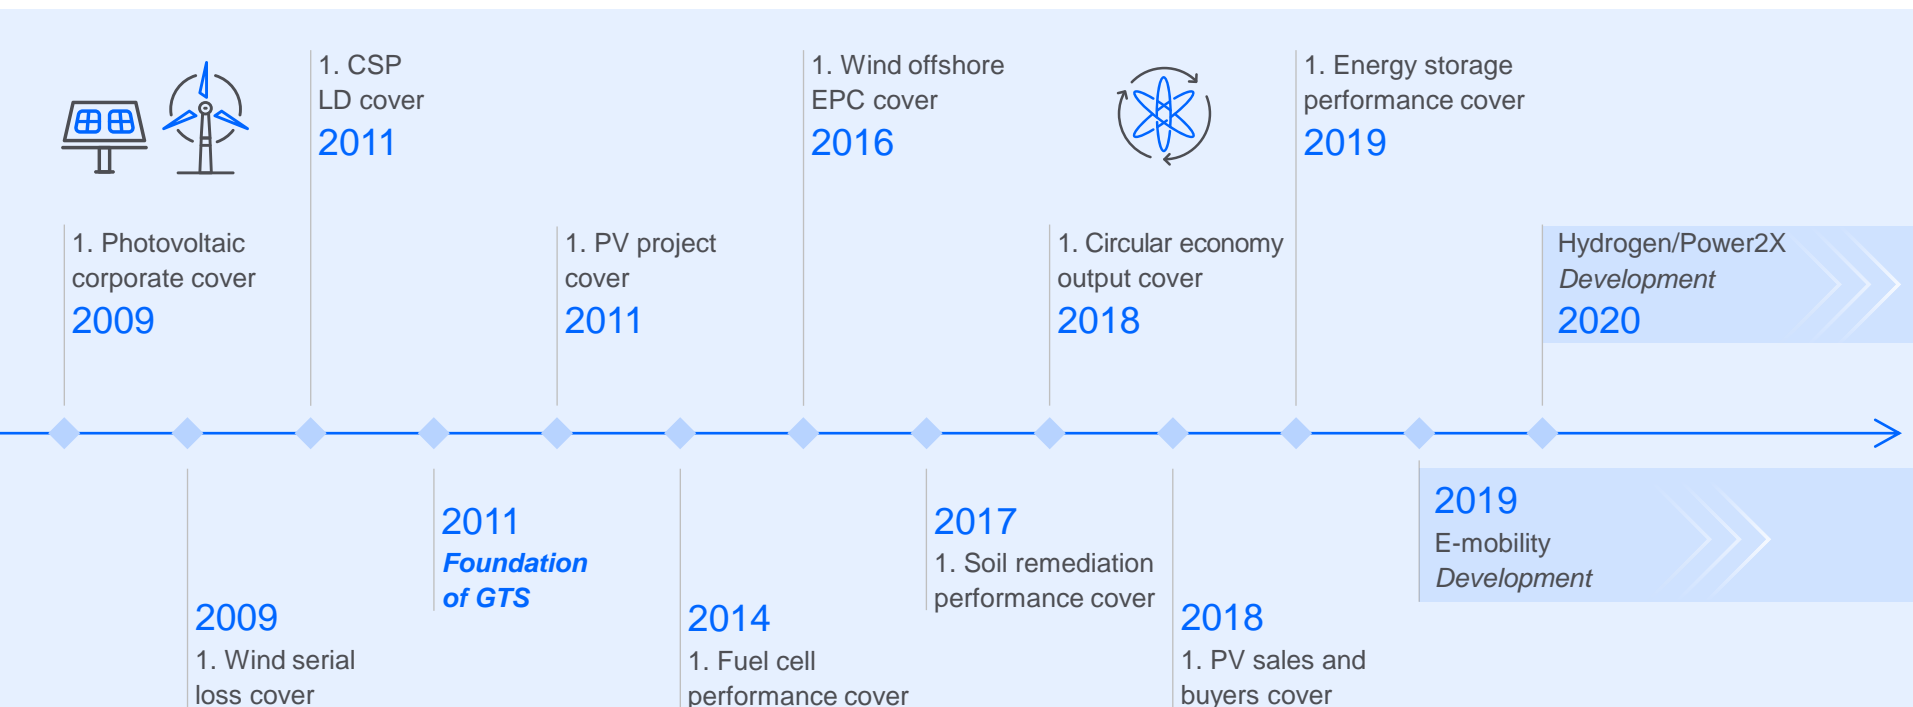 1. CSP
LD cover
2011
1. Wind offshore
EPC cover
2016
1. Energy storage
performance cover
2019
1. Photovoltaic
corporate cover
2009
1. PV project
cover
2011
1. Circular economy
output cover
2018
Hydrogen/Power2X
Development
2020
2009
1. Wind serial
loss cover
2011
Foundation
of GTS
2014
1. Fuel cell
performance cover
2017
1. Soil remediation
performance cover
2018
1. PV sales and
buyers cover
2019
E-mobility
Development